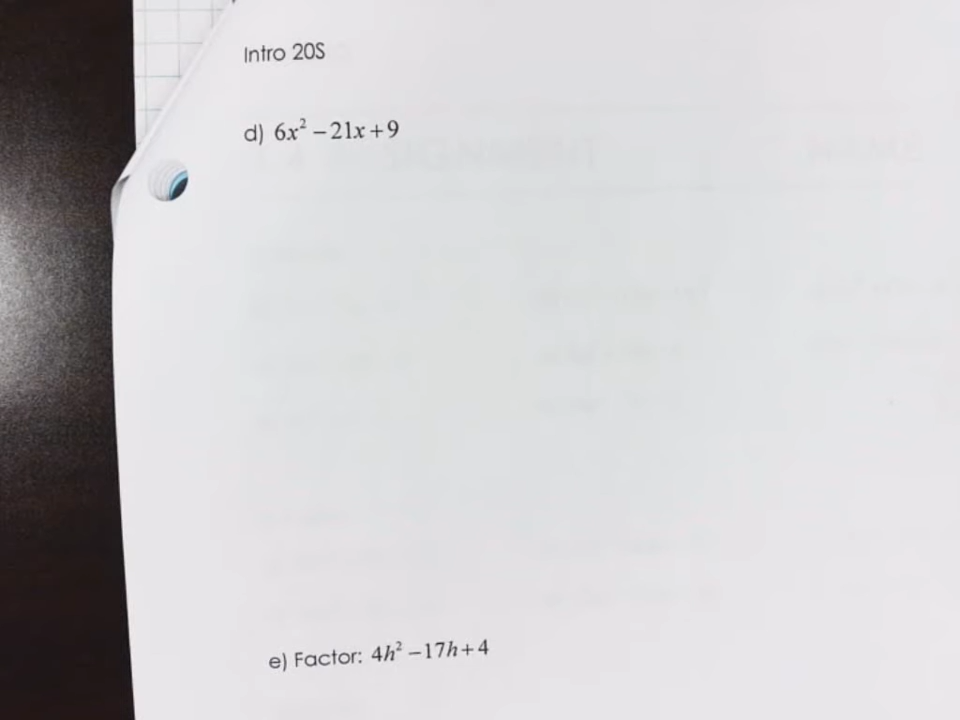 Intro 20S
d) 6x² – 21x + 9
e) Factor: 4h² – 17h + 4